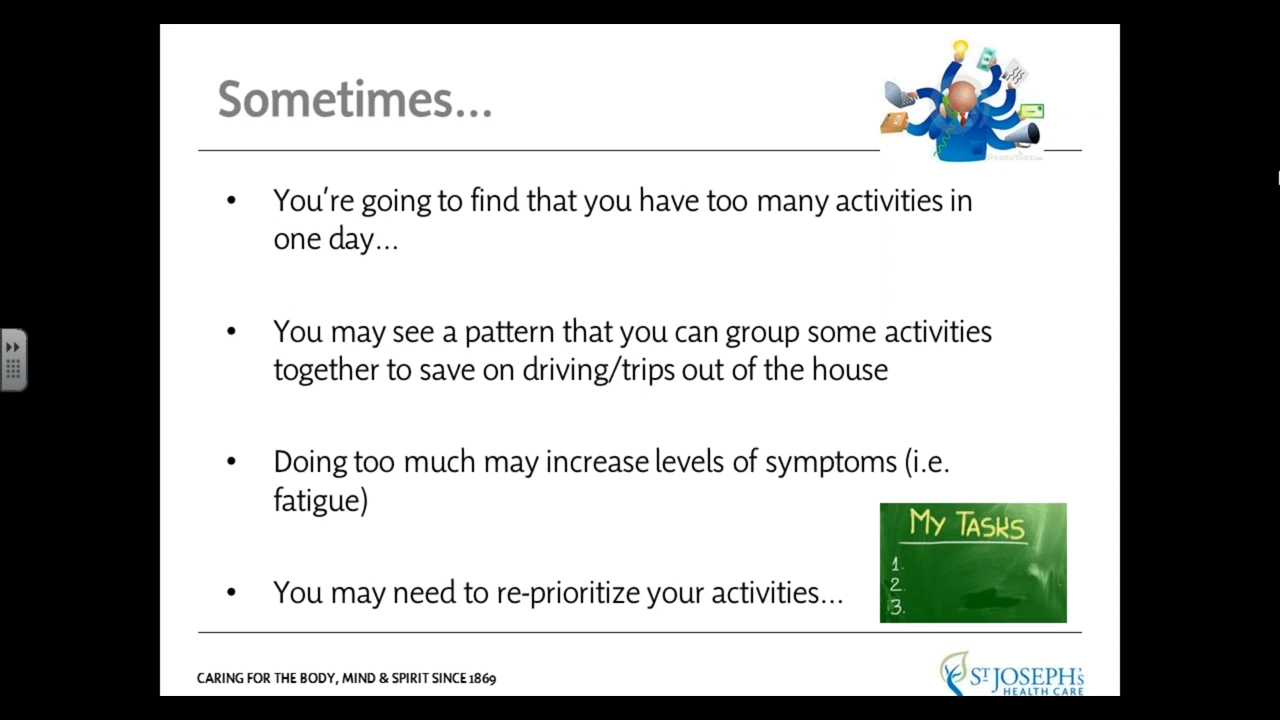 Sometimes...
• You're going to find that you have too many activities in
one day...
• You may see a pattern that you can group some activities
together to save on driving/trips out of the house
• Doing too much may increase levels of symptoms (i.e.
fatigue)
• You may need to re-prioritize your activities...
MY TASKS
1.
2.
3.
CARING FOR THE BODY, MIND & SPIRIT SINCE 1869
ST JOSEPH'S
HEALTH CARE